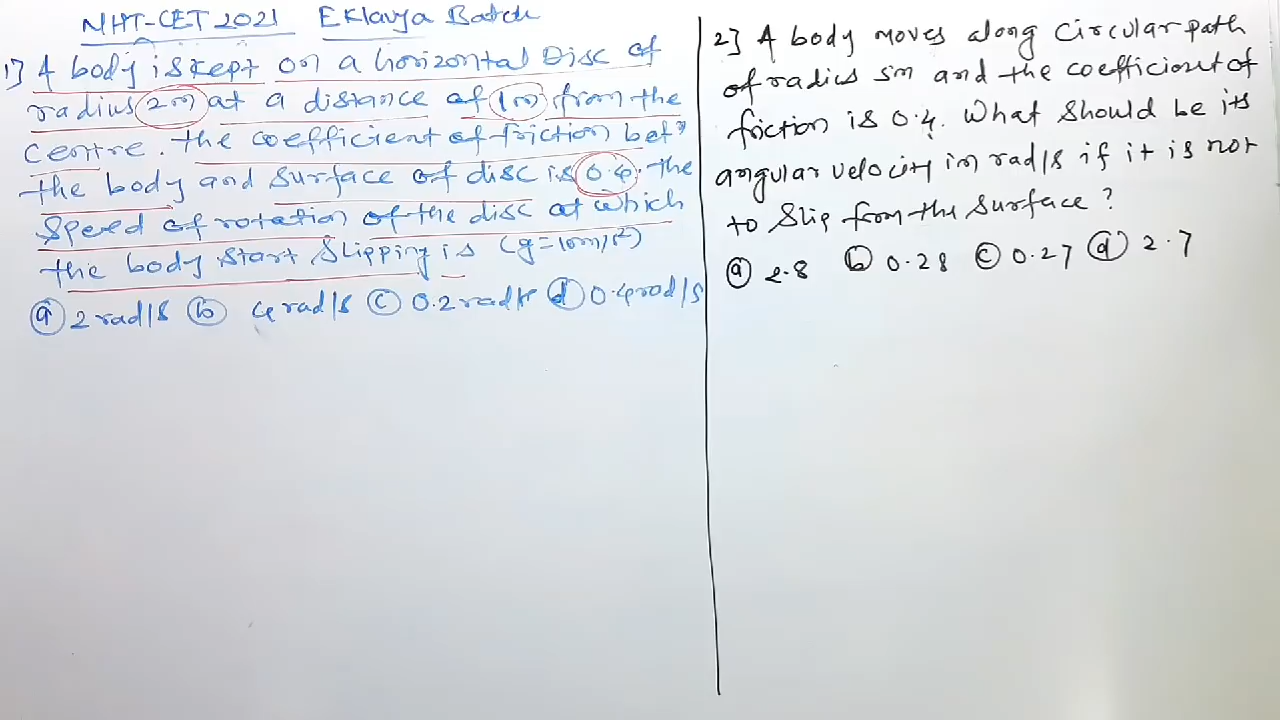 MHT-CET 2021 Eklavya Batch
1] A body is kept on a horizontal Disc of
radius 2m at a distance of 1m from the
centre. the coefficient of friction betn
the body and surface of disc is 0.4. the
speed of rotation of the disc at which
the body start slipping is (g=10m/s²)
(a) 2 rad/s (b) 4 rad/s (c) 0.2 rad/s (d) 0.4 rad/s
2] A body moves along Circular path
of radius 5m and the coefficient of
friction is 0.4. What should be its
angular velocity in rad/s if it is not
to slip from the surface?
(a) 2.8 (b) 0.28 (c) 0.27 (d) 2.7